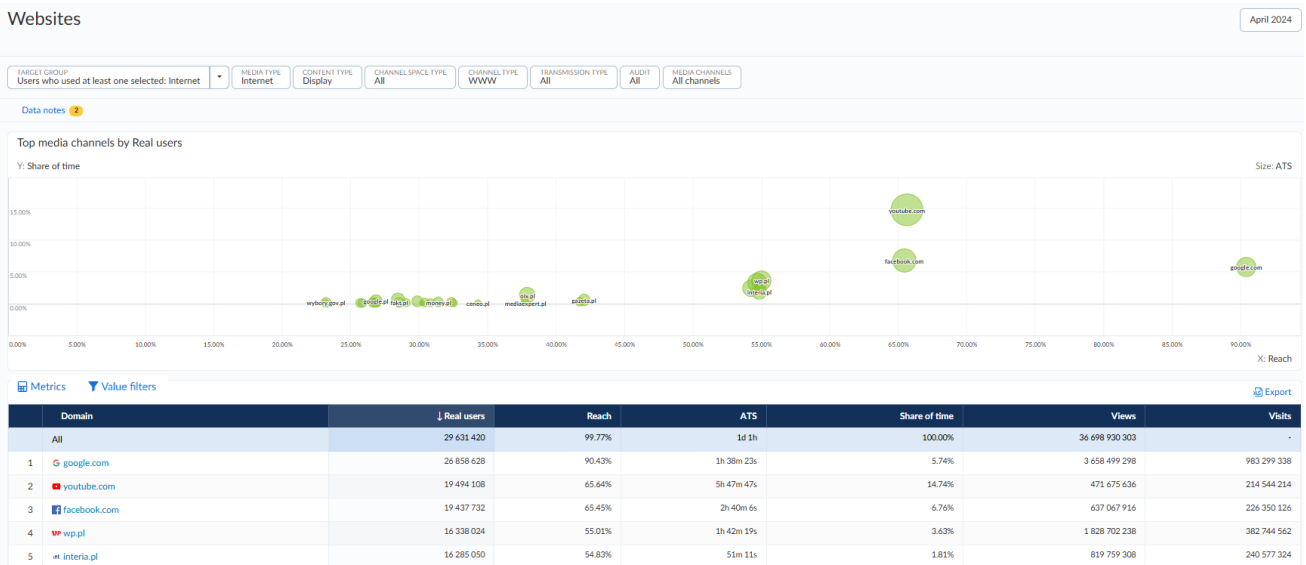 Websites
April 2024
TARGET GROUP
Users who used at least one selected: Internet
MEDIA TYPE
Internet
CONTENT TYPE
Display
CHANNEL SPACE TYPE
All
CHANNEL TYPE
WWW
TRANSMISSION TYPE
All
AUDIT
All
MEDIA CHANNELS
All channels
Data notes 2
Top media channels by Real users
Y: Share of time
Size: ATS
15.00%
youtube.com
10.00%
facebook.com
google.com
5.00%
wp.pl
interia.pl
olx.pl
wybory.gov.pl google.pl fakt.pl money.pl ceneo.pl mediaexpert.pl gazeta.pl
0.00%
0.00% 5.00% 10.00% 15.00% 20.00% 25.00% 30.00% 35.00% 40.00% 45.00% 50.00% 55.00% 60.00% 65.00% 70.00% 75.00% 80.00% 85.00% 90.00%
X: Reach
Metrics Value filters
Export
Domain ↓ Real users Reach ATS Share of time Views Visits
All 29 631 420 99.77% 1d 1h 100.00% 36 698 930 303 -
1 google.com 26 858 628 90.43% 1h 38m 23s 5.74% 3 658 499 298 983 299 338
2 youtube.com 19 494 108 65.64% 5h 47m 47s 14.74% 471 675 636 214 544 214
3 facebook.com 19 437 732 65.45% 2h 40m 6s 6.76% 637 067 916 226 350 126
4 wp.pl 16 338 024 55.01% 1h 42m 19s 3.63% 1 828 702 238 382 744 562
5 interia.pl 16 285 050 54.83% 51m 11s 1.81% 819 759 308 240 577 324